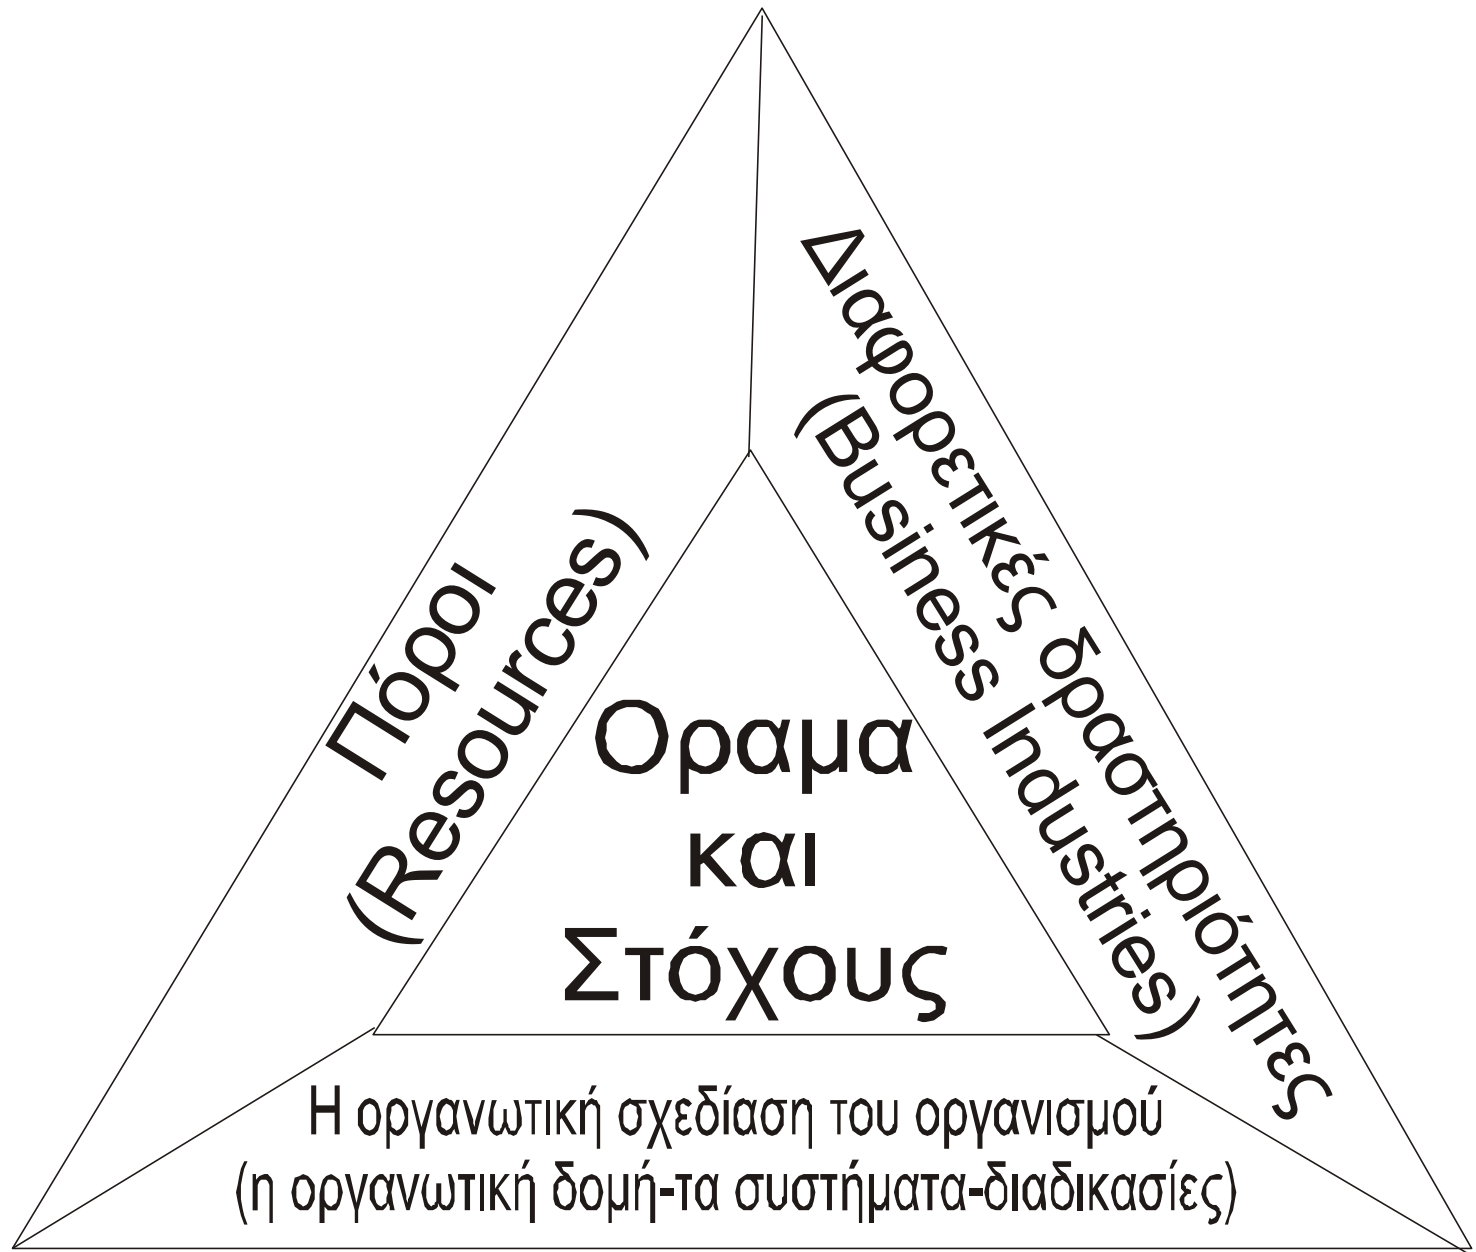 Πόροι
(Resources)
Διαφορετικές δραστηριότητες
(Business Industries)
Οραμα
και
Στόχους
Η οργανωτική σχεδίαση του οργανισμού
(η οργανωτική δομή-τα συστήματα-διαδικασίες)